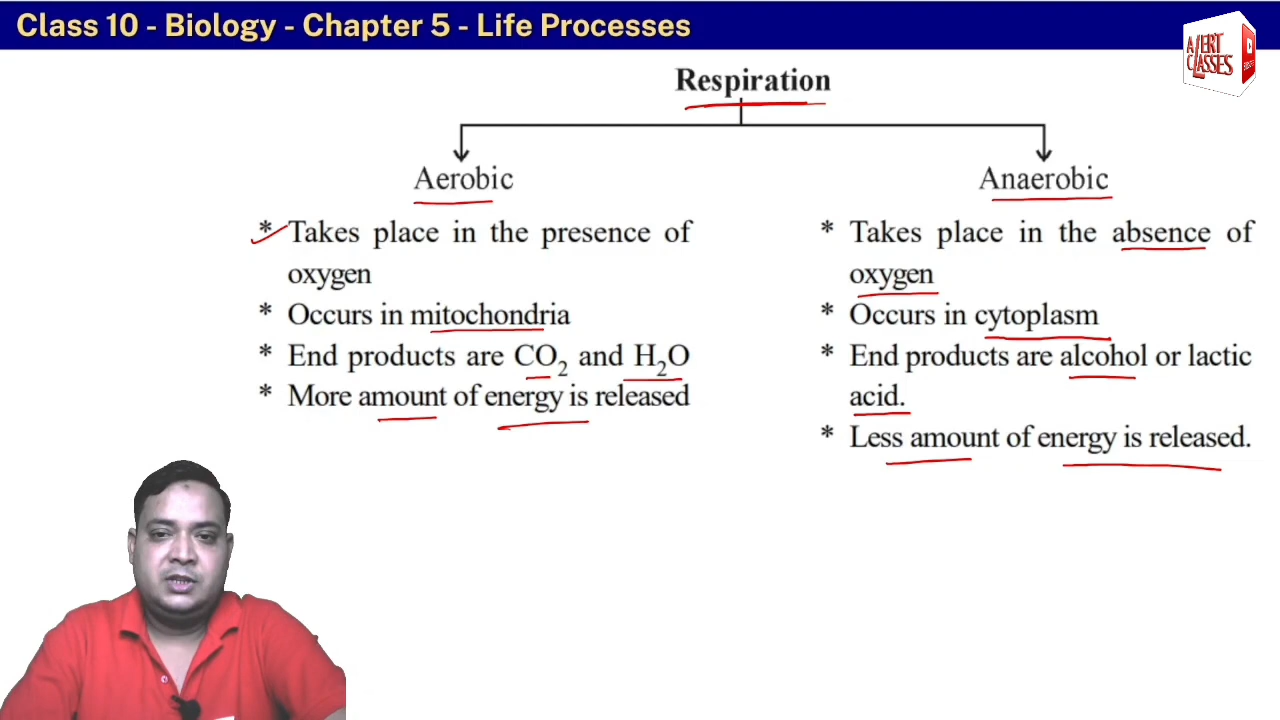 Class 10 - Biology - Chapter 5 - Life Processes
ALERT
CLASSES
Respiration
Aerobic
* Takes place in the presence of
oxygen
* Occurs in mitochondria
* End products are CO₂ and H₂O
* More amount of energy is released
Anaerobic
* Takes place in the absence of
oxygen
* Occurs in cytoplasm
* End products are alcohol or lactic
acid.
* Less amount of energy is released.